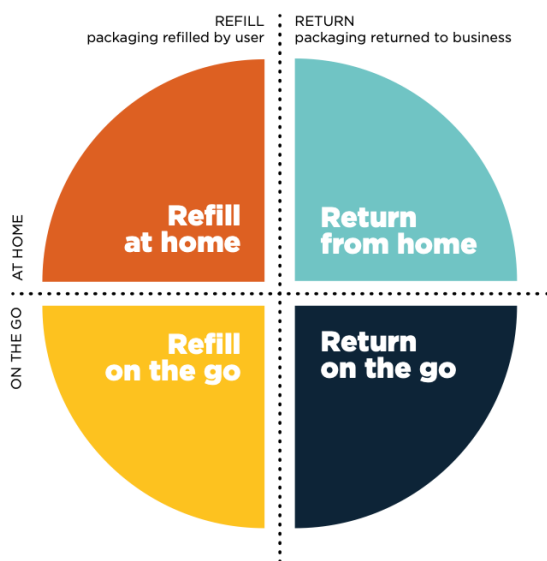 REFILL
packaging refilled by user
RETURN
packaging returned to business
AT HOME
Refill
at home
Return
from home
ON THE GO
Refill
on the go
Return
on the go